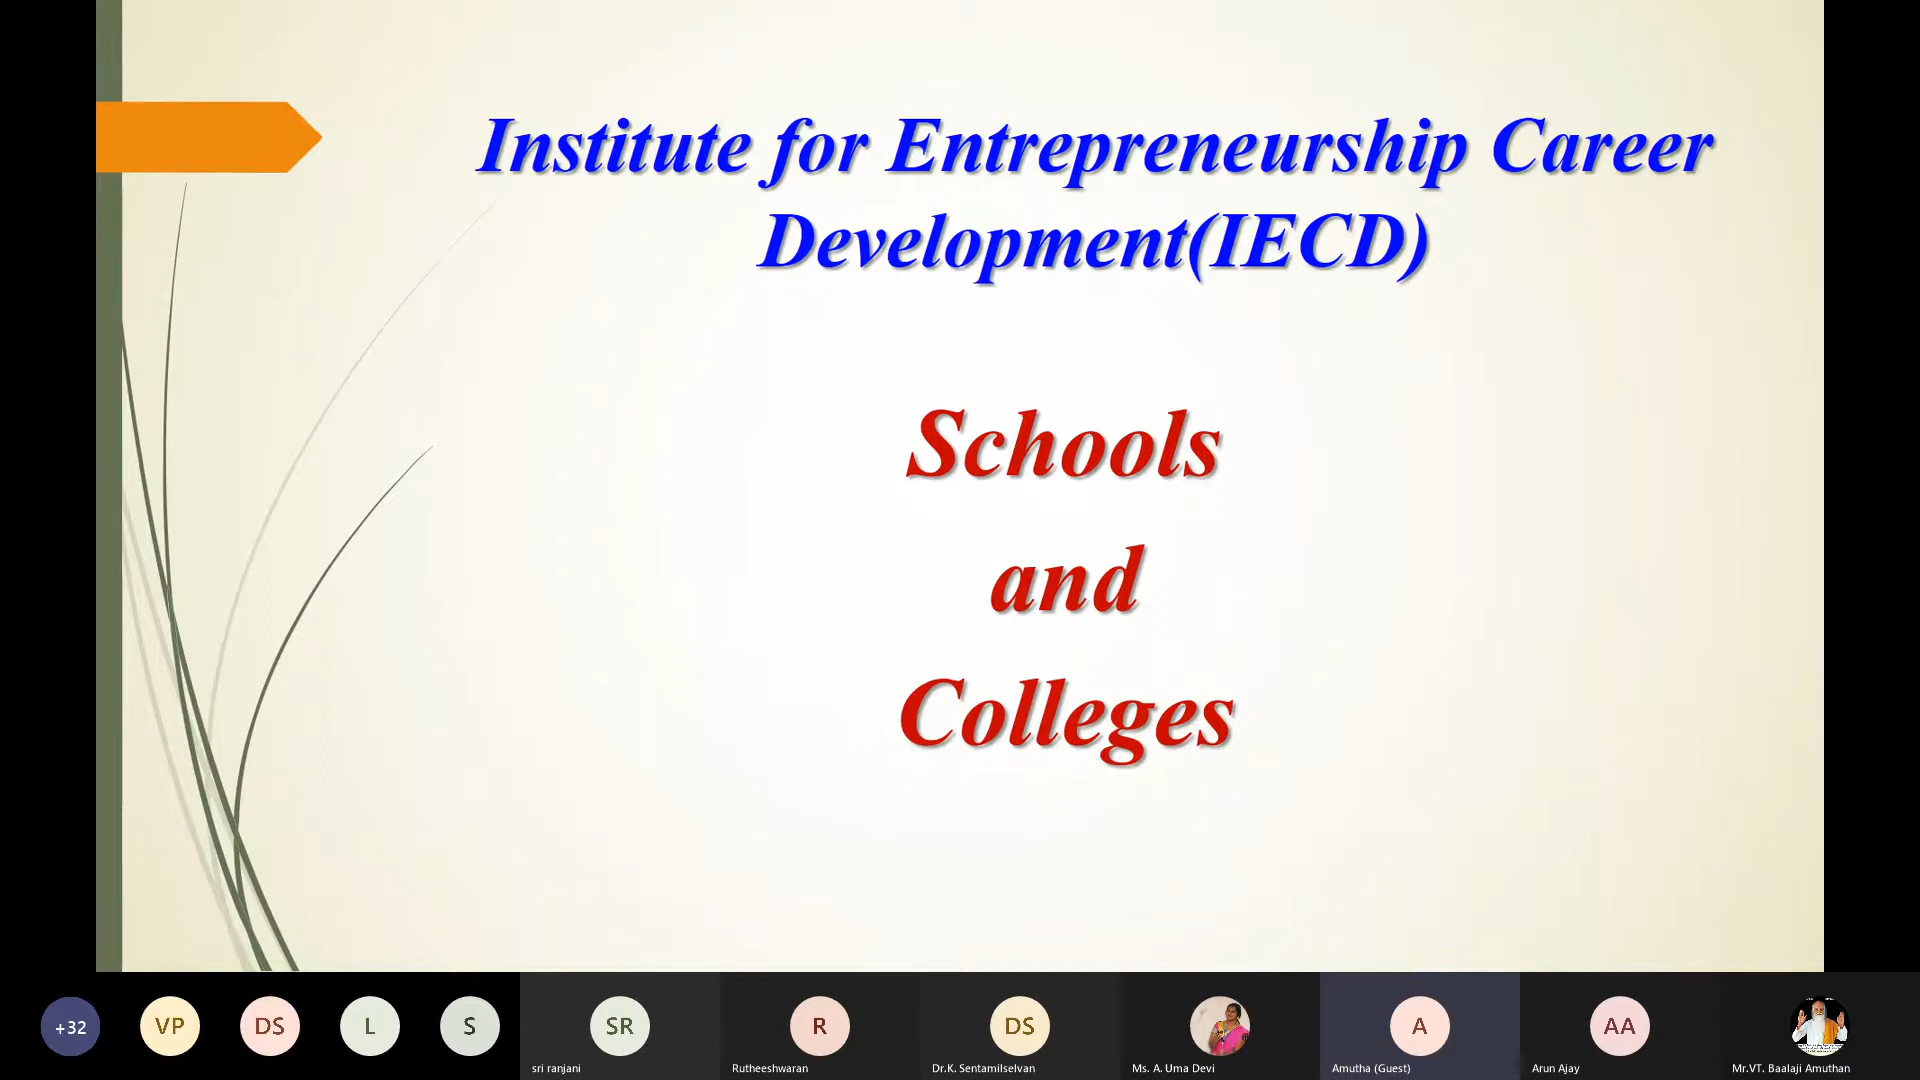 Institute for Entrepreneurship Career
Development(IECD)
Schools
and
Colleges
+32
VP
DS
L
S
SR
R
DS
A
AA
sri ranjani
Rutheeshwaran
Dr.K. Sentamilselvan
Ms. A. Uma Devi
Amutha (Guest)
Arun Ajay
Mr.VT. Baalaji Amuthan